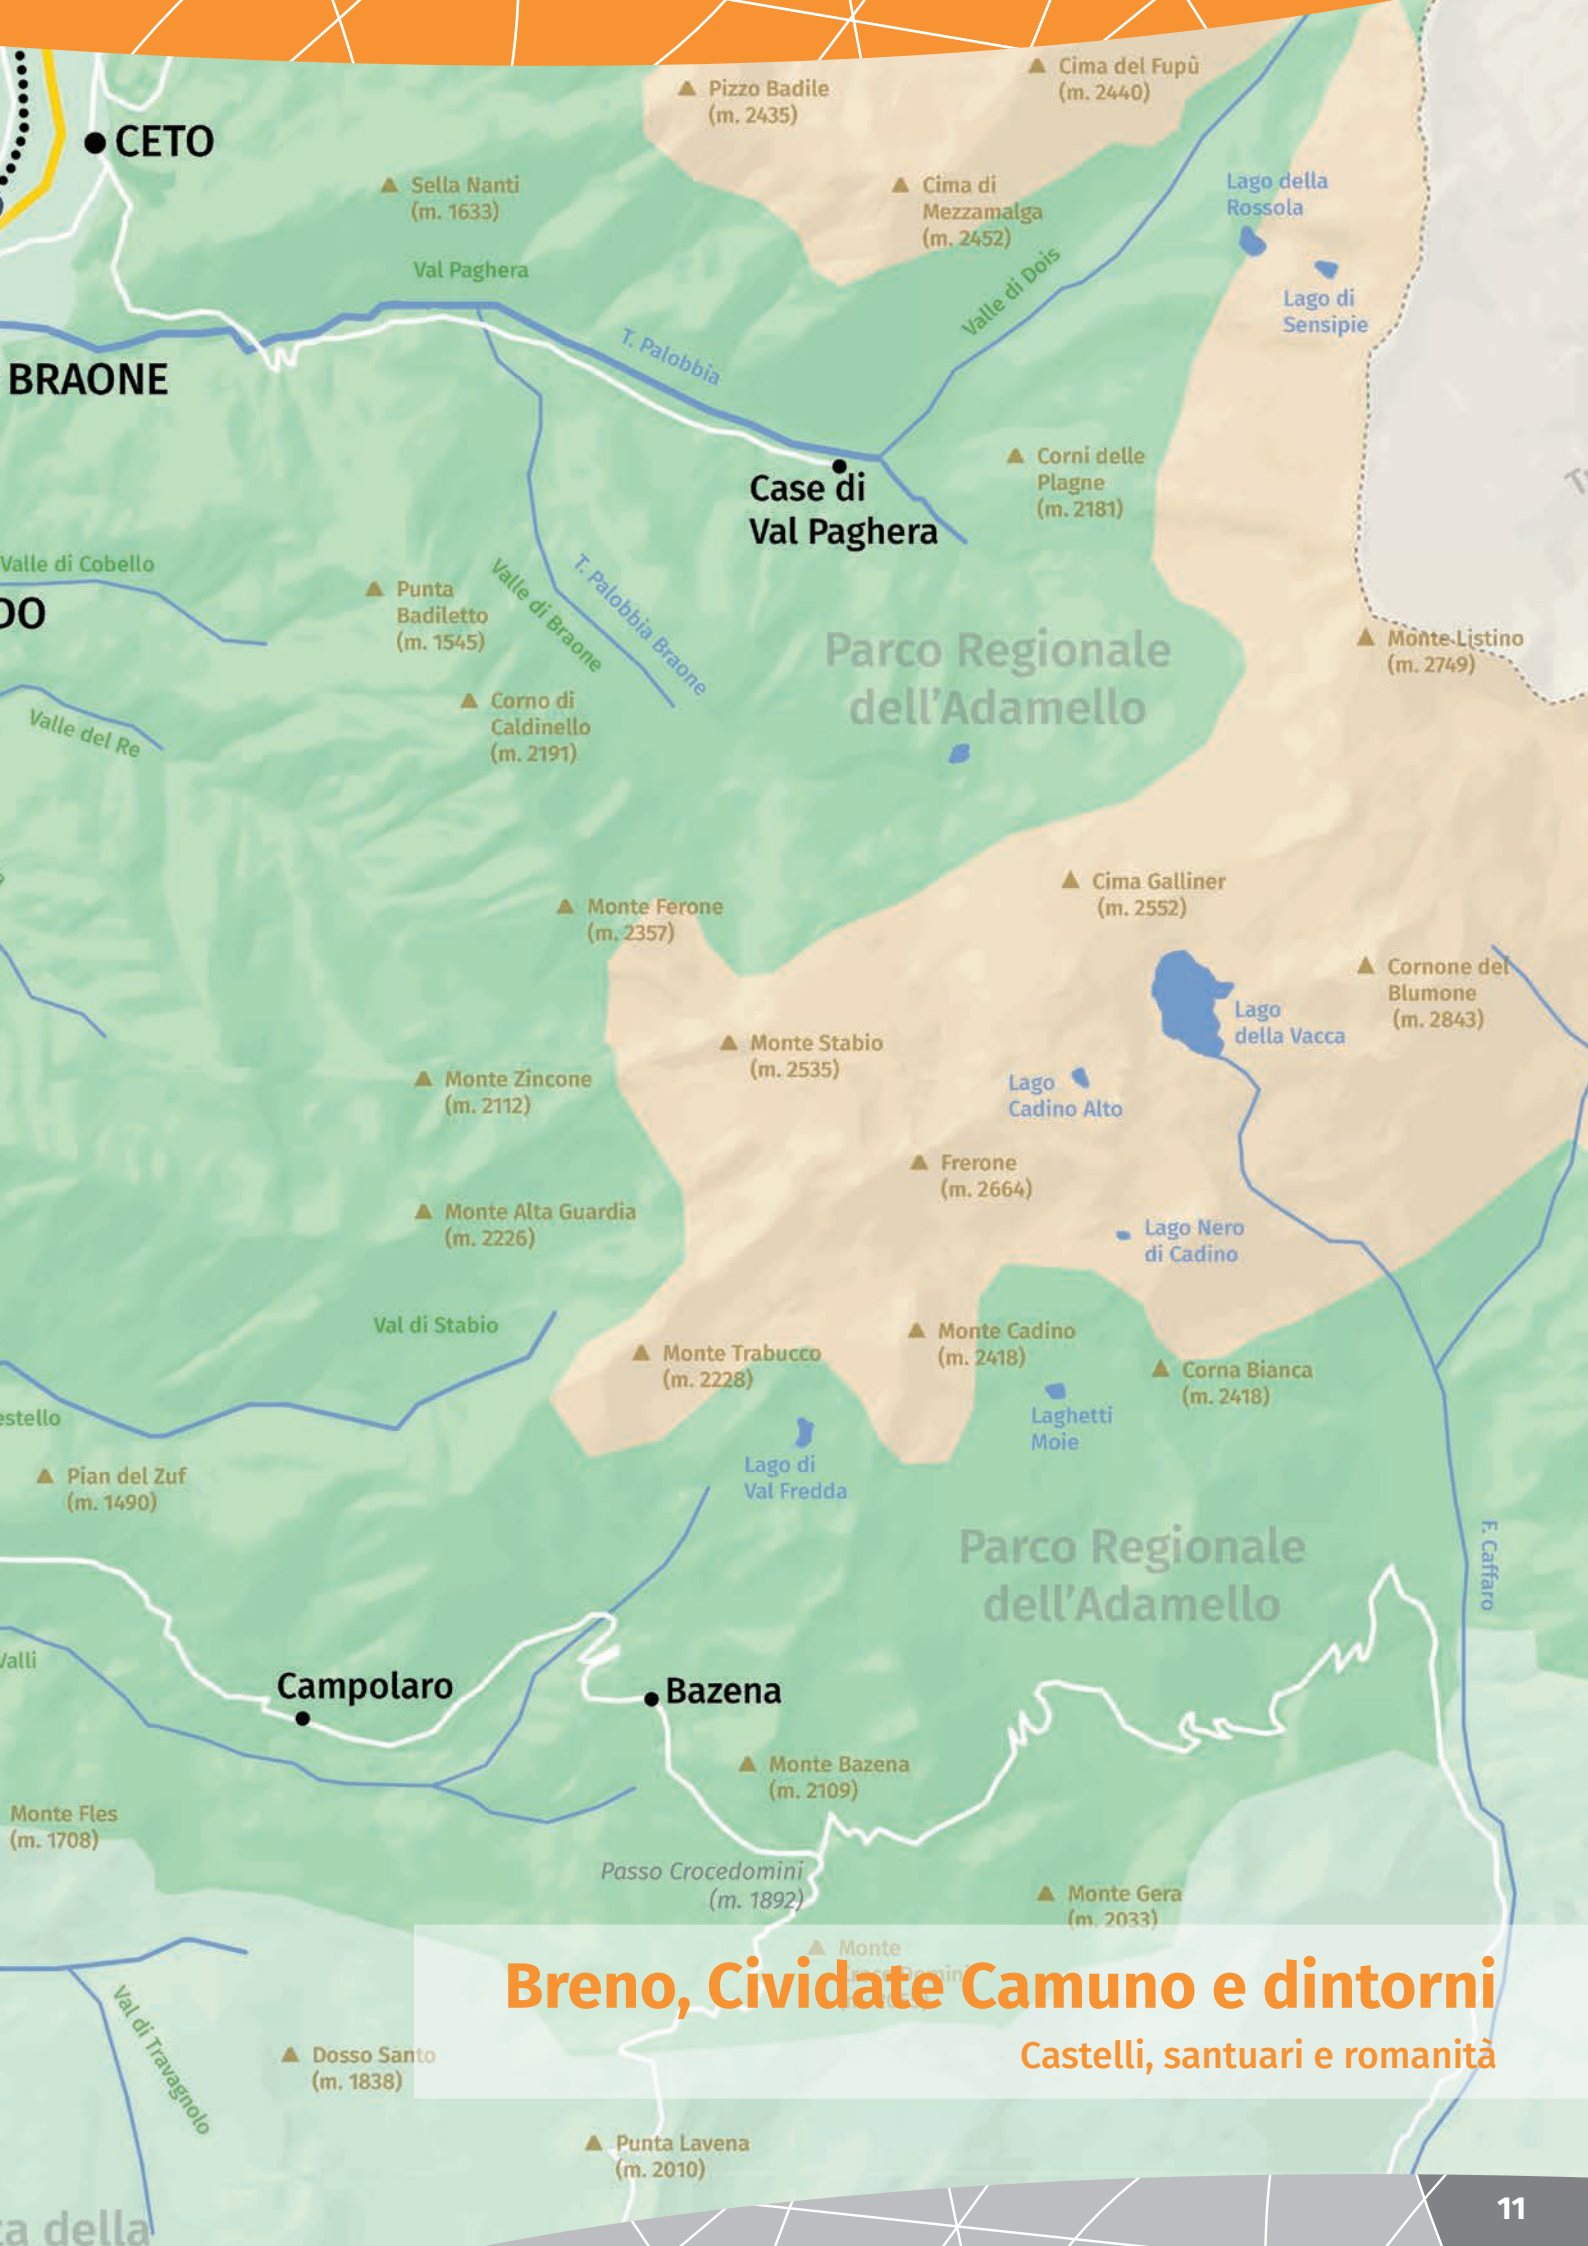 Cima del Fupù
(m. 2440)
Pizzo Badile
(m. 2435)
CETO
Sella Nanti
(m. 1633)
Cima di
Mezzamalga
(m. 2452)
Lago della
Rossola
Val Paghera
Valle di Dois
Lago di
Sensipie
T. Palobbia
BRAONE
Corni delle
Plagne
(m. 2181)
Case di
Val Paghera
Valle di Cobello
DO
Punta
Badiletto
(m. 1545)
Valle di Braone
T. Palobbia Braone
Parco Regionale
dell'Adamello
Monte Listino
(m. 2749)
Corno di
Caldinello
(m. 2191)
Valle del Re
Cima Galliner
(m. 2552)
Monte Ferone
(m. 2357)
Cornone del
Blumone
(m. 2843)
Lago
della Vacca
Monte Stabio
(m. 2535)
Monte Zincone
(m. 2112)
Lago
Cadino Alto
Frerone
(m. 2664)
Monte Alta Guardia
(m. 2226)
Lago Nero
di Cadino
Val di Stabio
Monte Cadino
(m. 2418)
Monte Trabucco
(m. 2228)
Corna Bianca
(m. 2418)
estello
Laghetti
Moie
Lago di
Val Fredda
Pian del Zuf
(m. 1490)
F. Caffaro
Parco Regionale
dell'Adamello
Valli
Campolaro
Bazena
Monte Bazena
(m. 2109)
Monte Fles
(m. 1708)
Passo Crocedomini
(m. 1892)
Monte Gera
(m. 2033)
Monte
Breno, Cividate Camuno e dintorni
Castelli, santuari e romanità
Val di Travagnolo
Dosso Santo
(m. 1838)
Punta Lavena
(m. 2010)
ta della
11